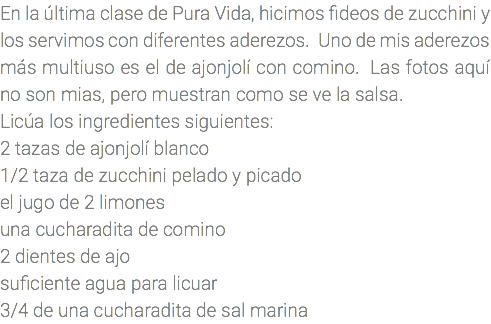 En la última clase de Pura Vida, hicimos fideos de zucchini y
los servimos con diferentes aderezos.  Uno de mis aderezos
más multiuso es el de ajonjolí con comino.  Las fotos aquí
no son mias, pero muestran como se ve la salsa.
Licúa los ingredientes siguientes:
2 tazas de ajonjolí blanco
1/2 taza de zucchini pelado y picado
el jugo de 2 limones
una cucharadita de comino
2 dientes de ajo
suficiente agua para licuar
3/4 de una cucharadita de sal marina